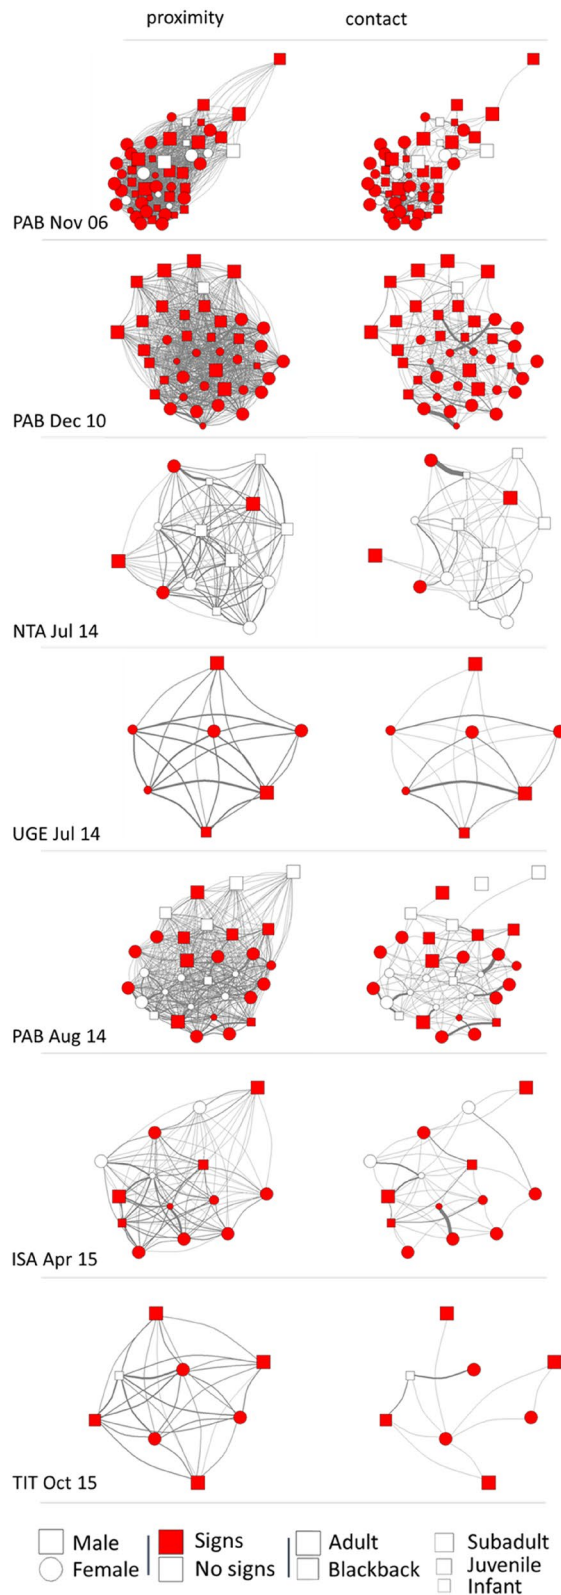 proximity contact
PAB Nov 06
PAB Dec 10
NTA Jul 14
UGE Jul 14
PAB Aug 14
ISA Apr 15
TIT Oct 15
Male Signs Adult Subadult
Female No signs Blackback Juvenile
Infant